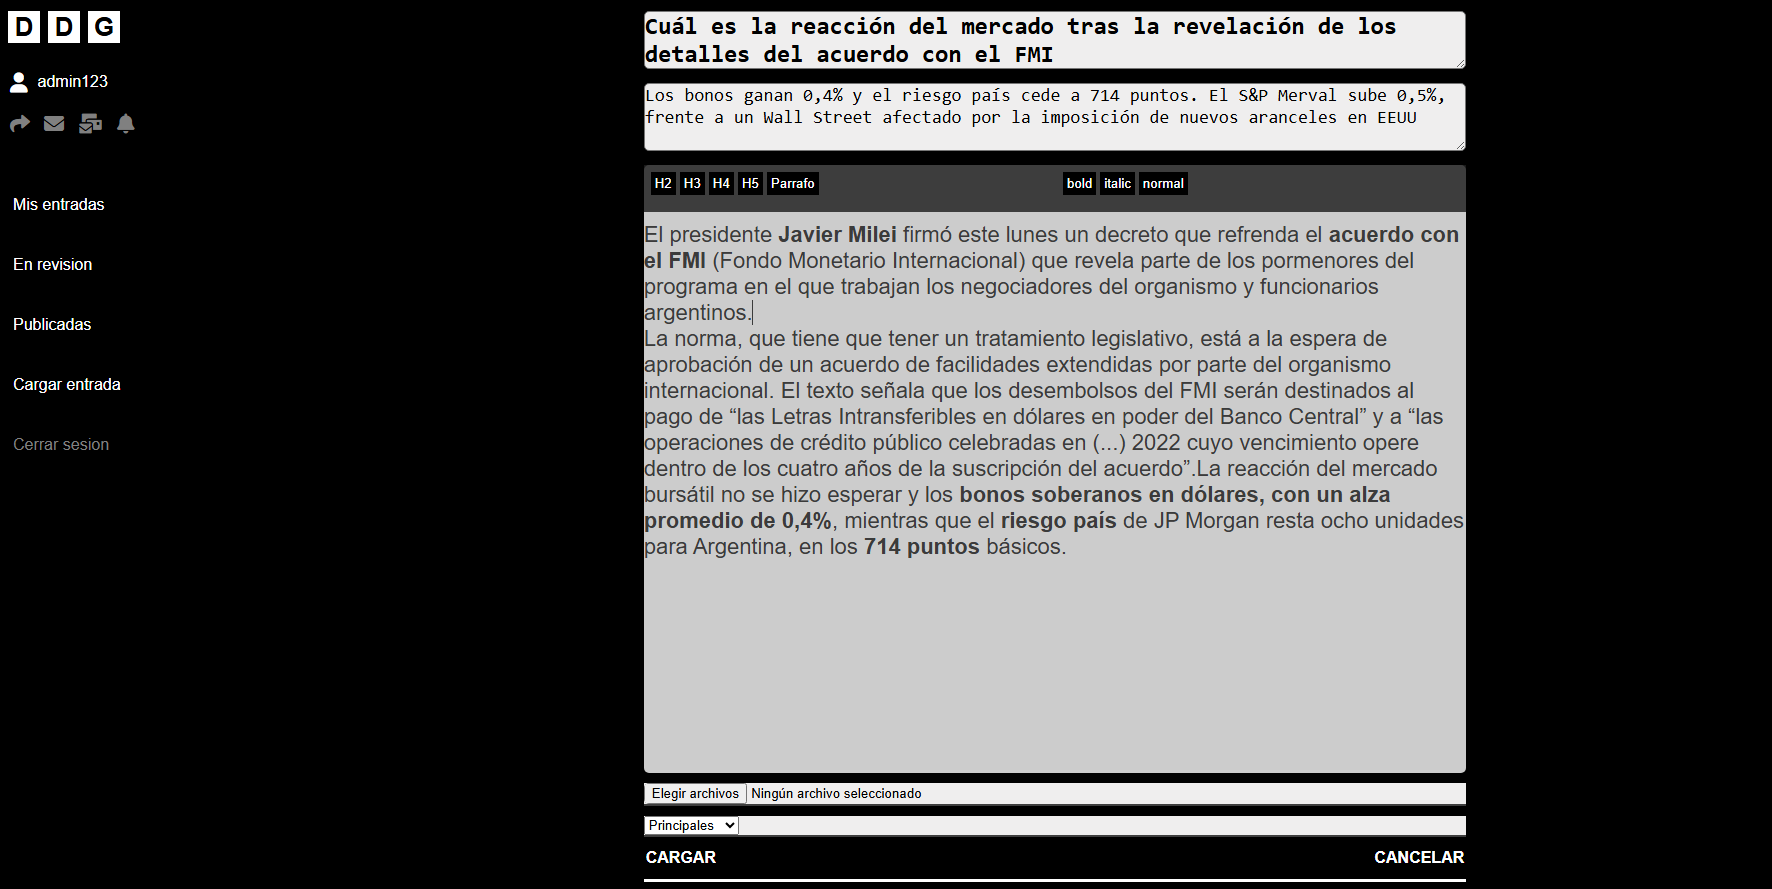 D D G
admin123
Mis entradas
En revision
Publicadas
Cargar entrada
Cerrar sesion
Cuál es la reacción del mercado tras la revelación de los
detalles del acuerdo con el FMI
Los bonos ganan 0,4% y el riesgo país cede a 714 puntos. El S&P Merval sube 0,5%,
frente a un Wall Street afectado por la imposición de nuevos aranceles en EEUU
H2 H3 H4 H5 Parrafo bold italic normal
El presidente Javier Milei firmó este lunes un decreto que refrenda el acuerdo con
el FMI (Fondo Monetario Internacional) que revela parte de los pormenores del
programa en el que trabajan los negociadores del organismo y funcionarios
argentinos.
La norma, que tiene que tener un tratamiento legislativo, está a la espera de
aprobación de un acuerdo de facilidades extendidas por parte del organismo
internacional. El texto señala que los desembolsos del FMI serán destinados al
pago de “las Letras Intransferibles en dólares en poder del Banco Central” y a “las
operaciones de crédito público celebradas en (...) 2022 cuyo vencimiento opere
dentro de los cuatro años de la suscripción del acuerdo”.La reacción del mercado
bursátil no se hizo esperar y los bonos soberanos en dólares, con un alza
promedio de 0,4%, mientras que el riesgo país de JP Morgan resta ocho unidades
para Argentina, en los 714 puntos básicos.
Elegir archivos Ningún archivo seleccionado
Principales
CARGAR CANCELAR